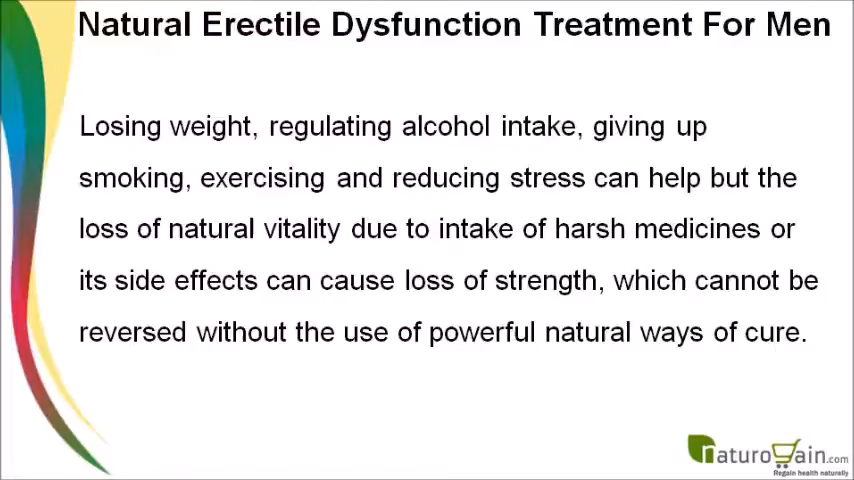 Natural Erectile Dysfunction Treatment For Men
Losing weight, regulating alcohol intake, giving up
smoking, exercising and reducing stress can help but the
loss of natural vitality due to intake of harsh medicines or
its side effects can cause loss of strength, which cannot be
reversed without the use of powerful natural ways of cure.
naturogain.com
Regain health naturally